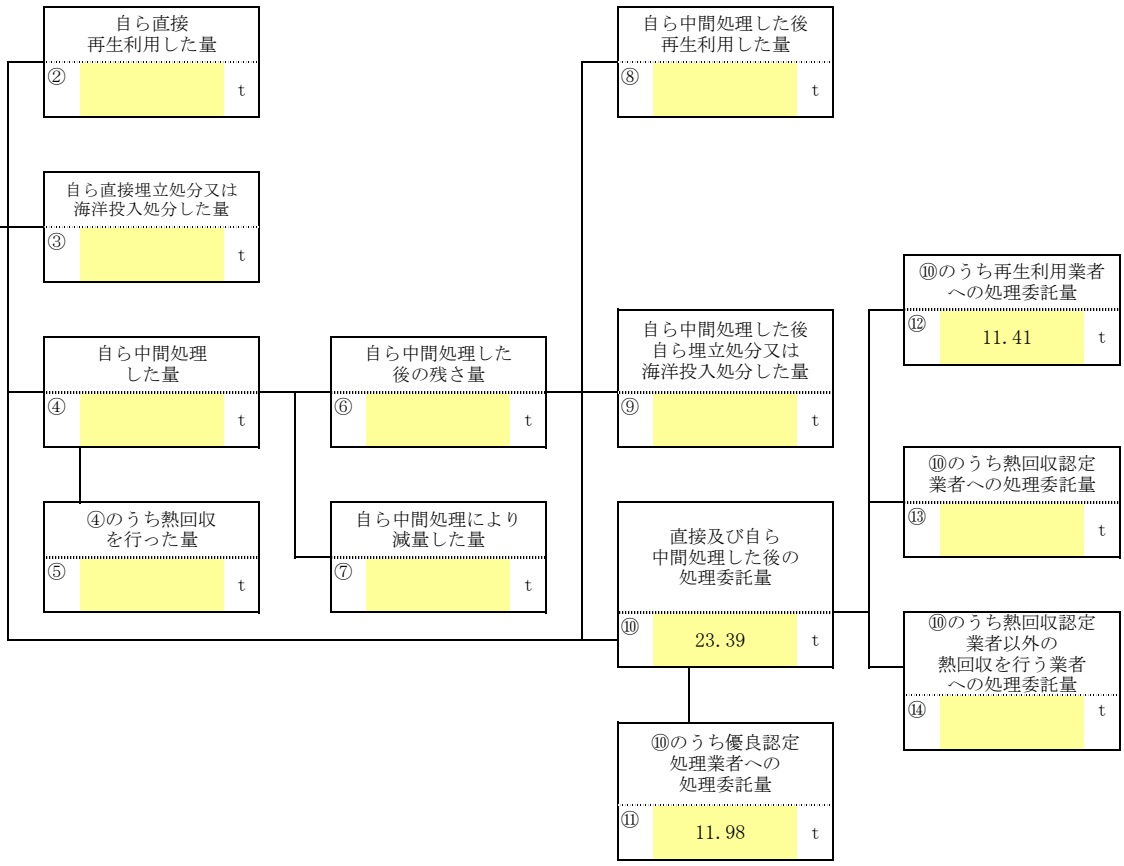 自ら直接
再生利用した量
②
t
自ら中間処理した後
再生利用した量
⑧
t
自ら直接埋立処分又は
海洋投入処分した量
③
t
⑩のうち再生利用業者
への処理委託量
⑫
11.41 t
自ら中間処理
した量
④
t
自ら中間処理した
後の残さ量
⑥
t
自ら中間処理した後
自ら埋立処分又は
海洋投入処分した量
⑨
t
⑩のうち熱回収認定
業者への処理委託量
⑬
t
④のうち熱回収
を行った量
⑤
t
自ら中間処理により
減量した量
⑦
t
直接及び自ら
中間処理した後の
処理委託量
⑩
23.39 t
⑩のうち熱回収認定
業者以外の
熱回収を行う業者
への処理委託量
⑭
t
⑩のうち優良認定
処理業者への
処理委託量
⑪
11.98 t